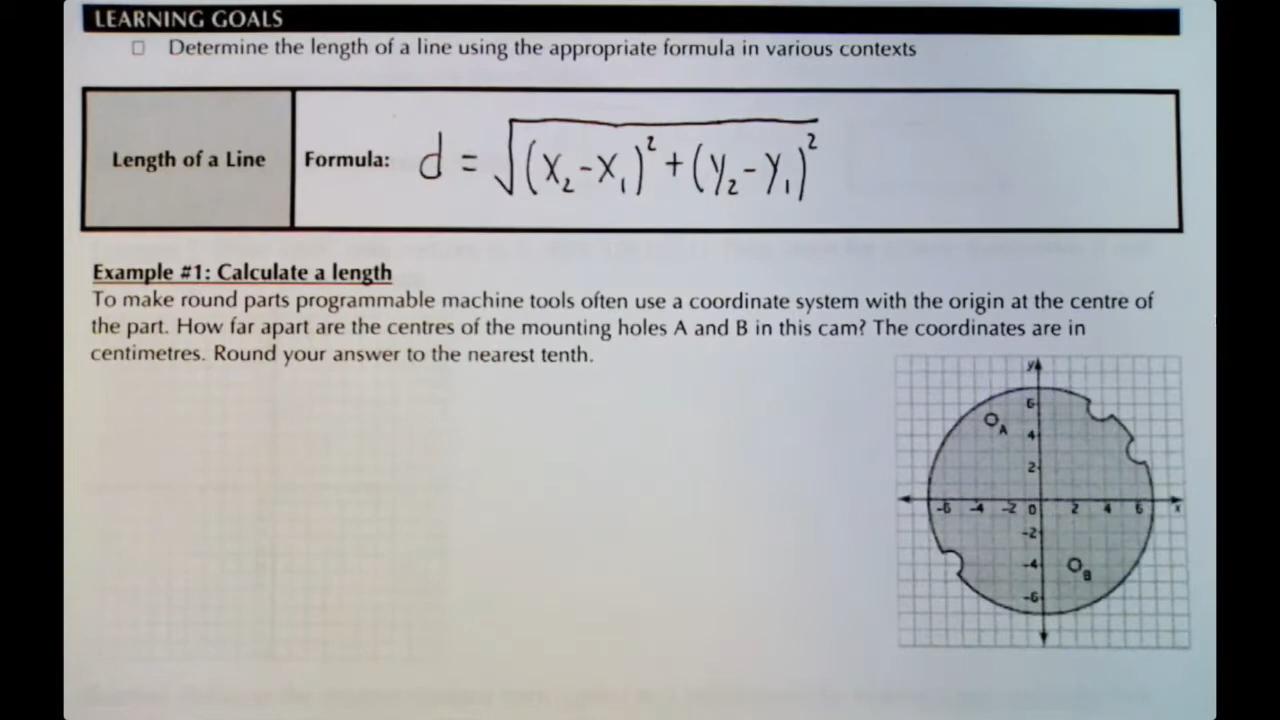 LEARNING GOALS
□ Determine the length of a line using the appropriate formula in various contexts
Length of a Line
Formula: d = √(x₂-x₁)² + (y₂-y₁)²
Example #1: Calculate a length
To make round parts programmable machine tools often use a coordinate system with the origin at the centre of
the part. How far apart are the centres of the mounting holes A and B in this cam? The coordinates are in
centimetres. Round your answer to the nearest tenth.
y
6
A
4
2
-6 -4 -2 0 2 4 6 x
-2
-4
B
-6